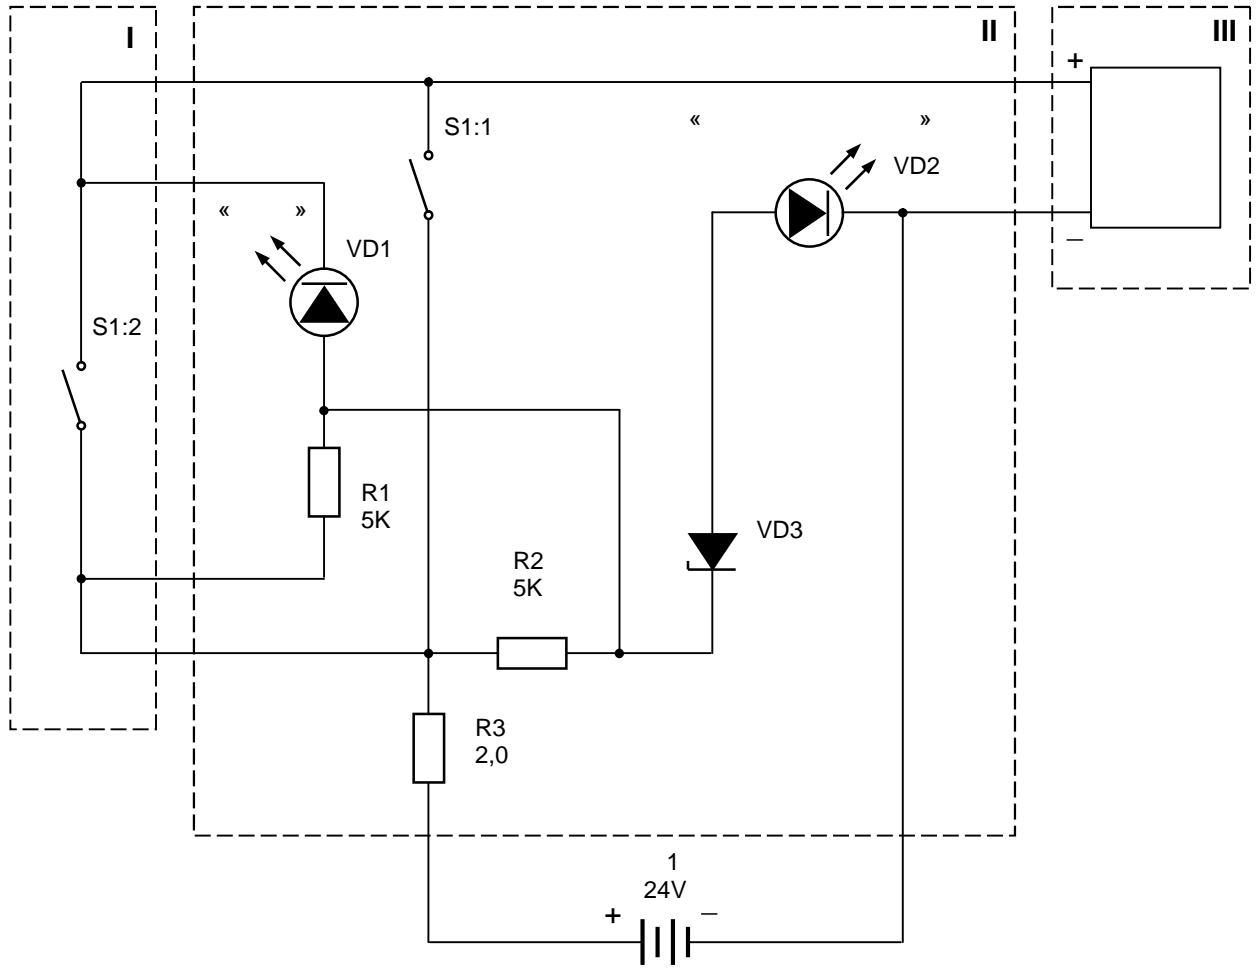 I
II
III
+
S1:1
«          »
VD2
«          »
VD1
–
S1:2
R1
5K
VD3
R2
5K
R3
2,0
1
24V
+
–